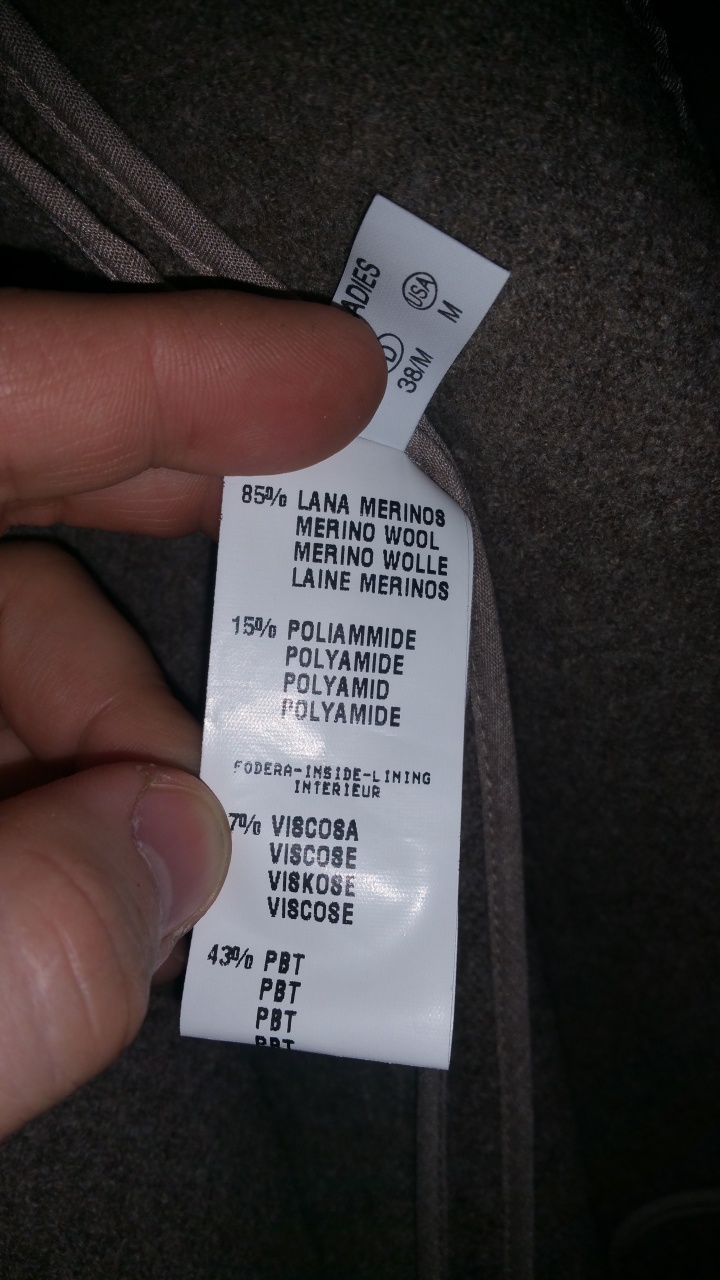 USA
M
38/M
85% LANA MERINOS
MERINO WOOL
MERINO WOLLE
LAINE MERINOS
15% POLIAMMIDE
POLYAMIDE
POLYAMID
POLYAMIDE
FODERA-INSIDE-LINING
INTERIEUR
7% VISCOSA
VISCOSE
VISKOSE
VISCOSE
43% PBT
PBT
PBT
PBT